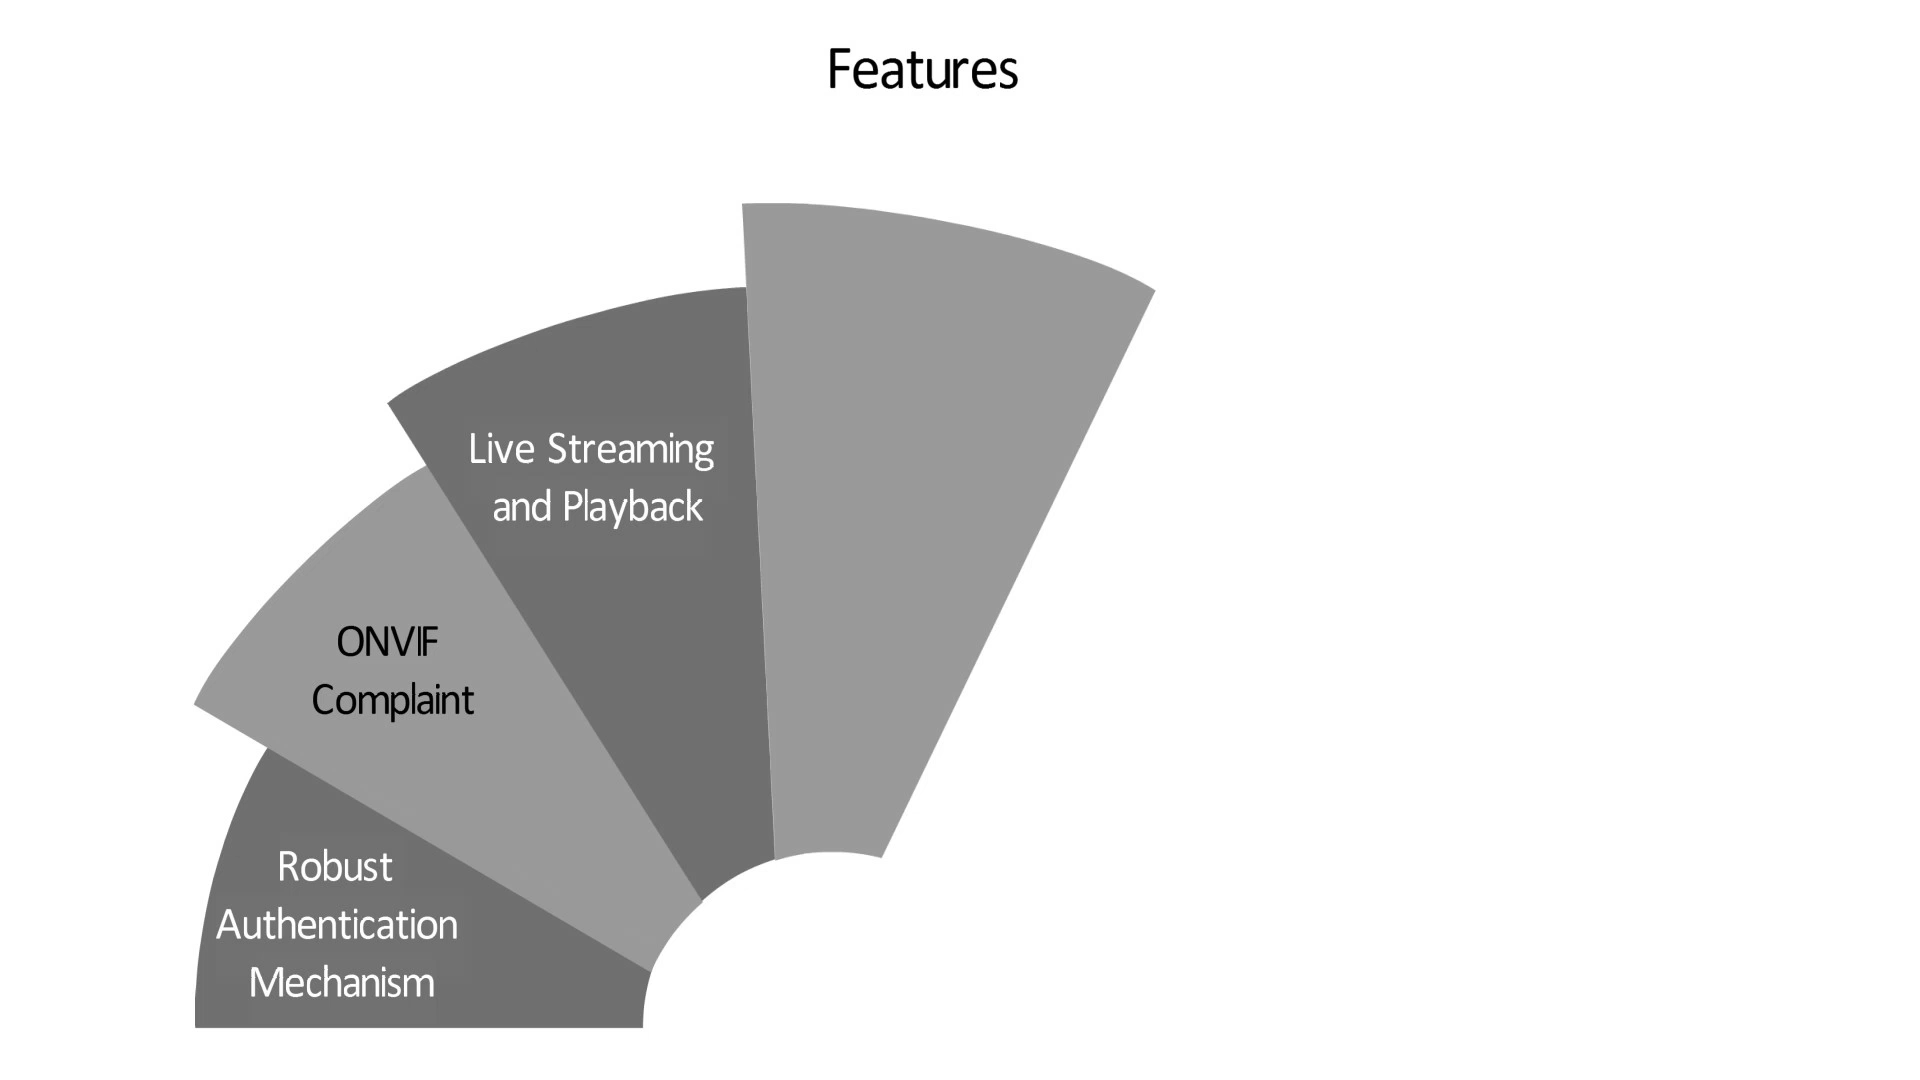 Features
Live Streaming
and Playback
ONVIF
Complaint
Robust
Authentication
Mechanism